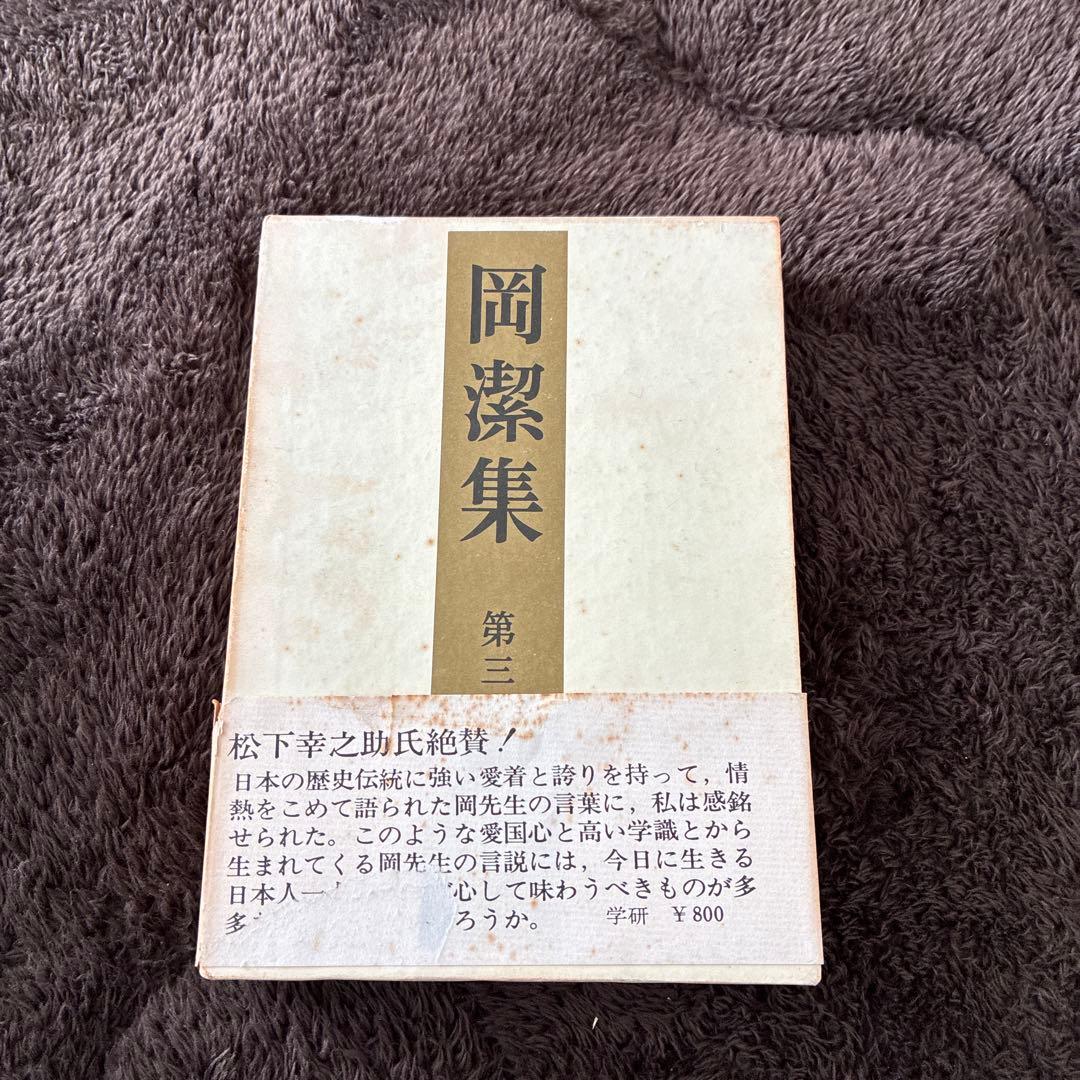 岡潔集
第三
松下幸之助氏絶賛！
日本の歴史伝統に強い愛着と誇りを持って，情
熱をこめて語られた岡先生の言葉に，私は感銘
せられた。このような愛国心と高い学識とから
生まれてくる岡先生の言説には，今日に生きる
日本人一 心して味わうべきものが多
多 ろうか。 学研 ￥800